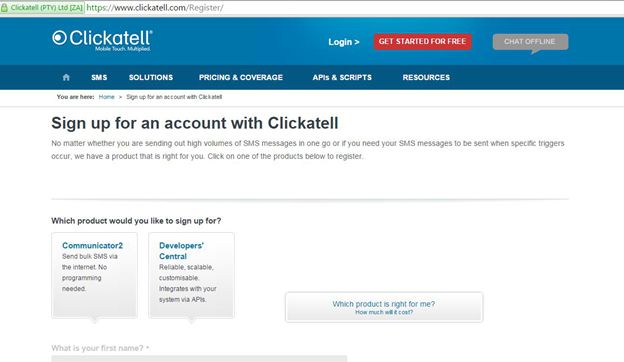 Clickatell (PTY) Ltd [ZA] https://www.clickatell.com/Register/
Clickatell®
Mobile Touch. Multiplied.
Login > GET STARTED FOR FREE CHAT OFFLINE
SMS SOLUTIONS PRICING & COVERAGE APIs & SCRIPTS RESOURCES
You are here: Home > Sign up for an account with Clickatell
Sign up for an account with Clickatell
No matter whether you are sending out high volumes of SMS messages in one go or if you need your SMS messages to be sent when specific triggers
occur, we have a product that is right for you. Click on one of the products below to register.
Which product would you like to sign up for?
Communicator2
Send bulk SMS via
the internet. No
programming
needed.
Developers'
Central
Reliable, scalable,
customisable.
Integrates with your
system via APIs.
Which product is right for me?
How much will it cost?
What is your first name? *